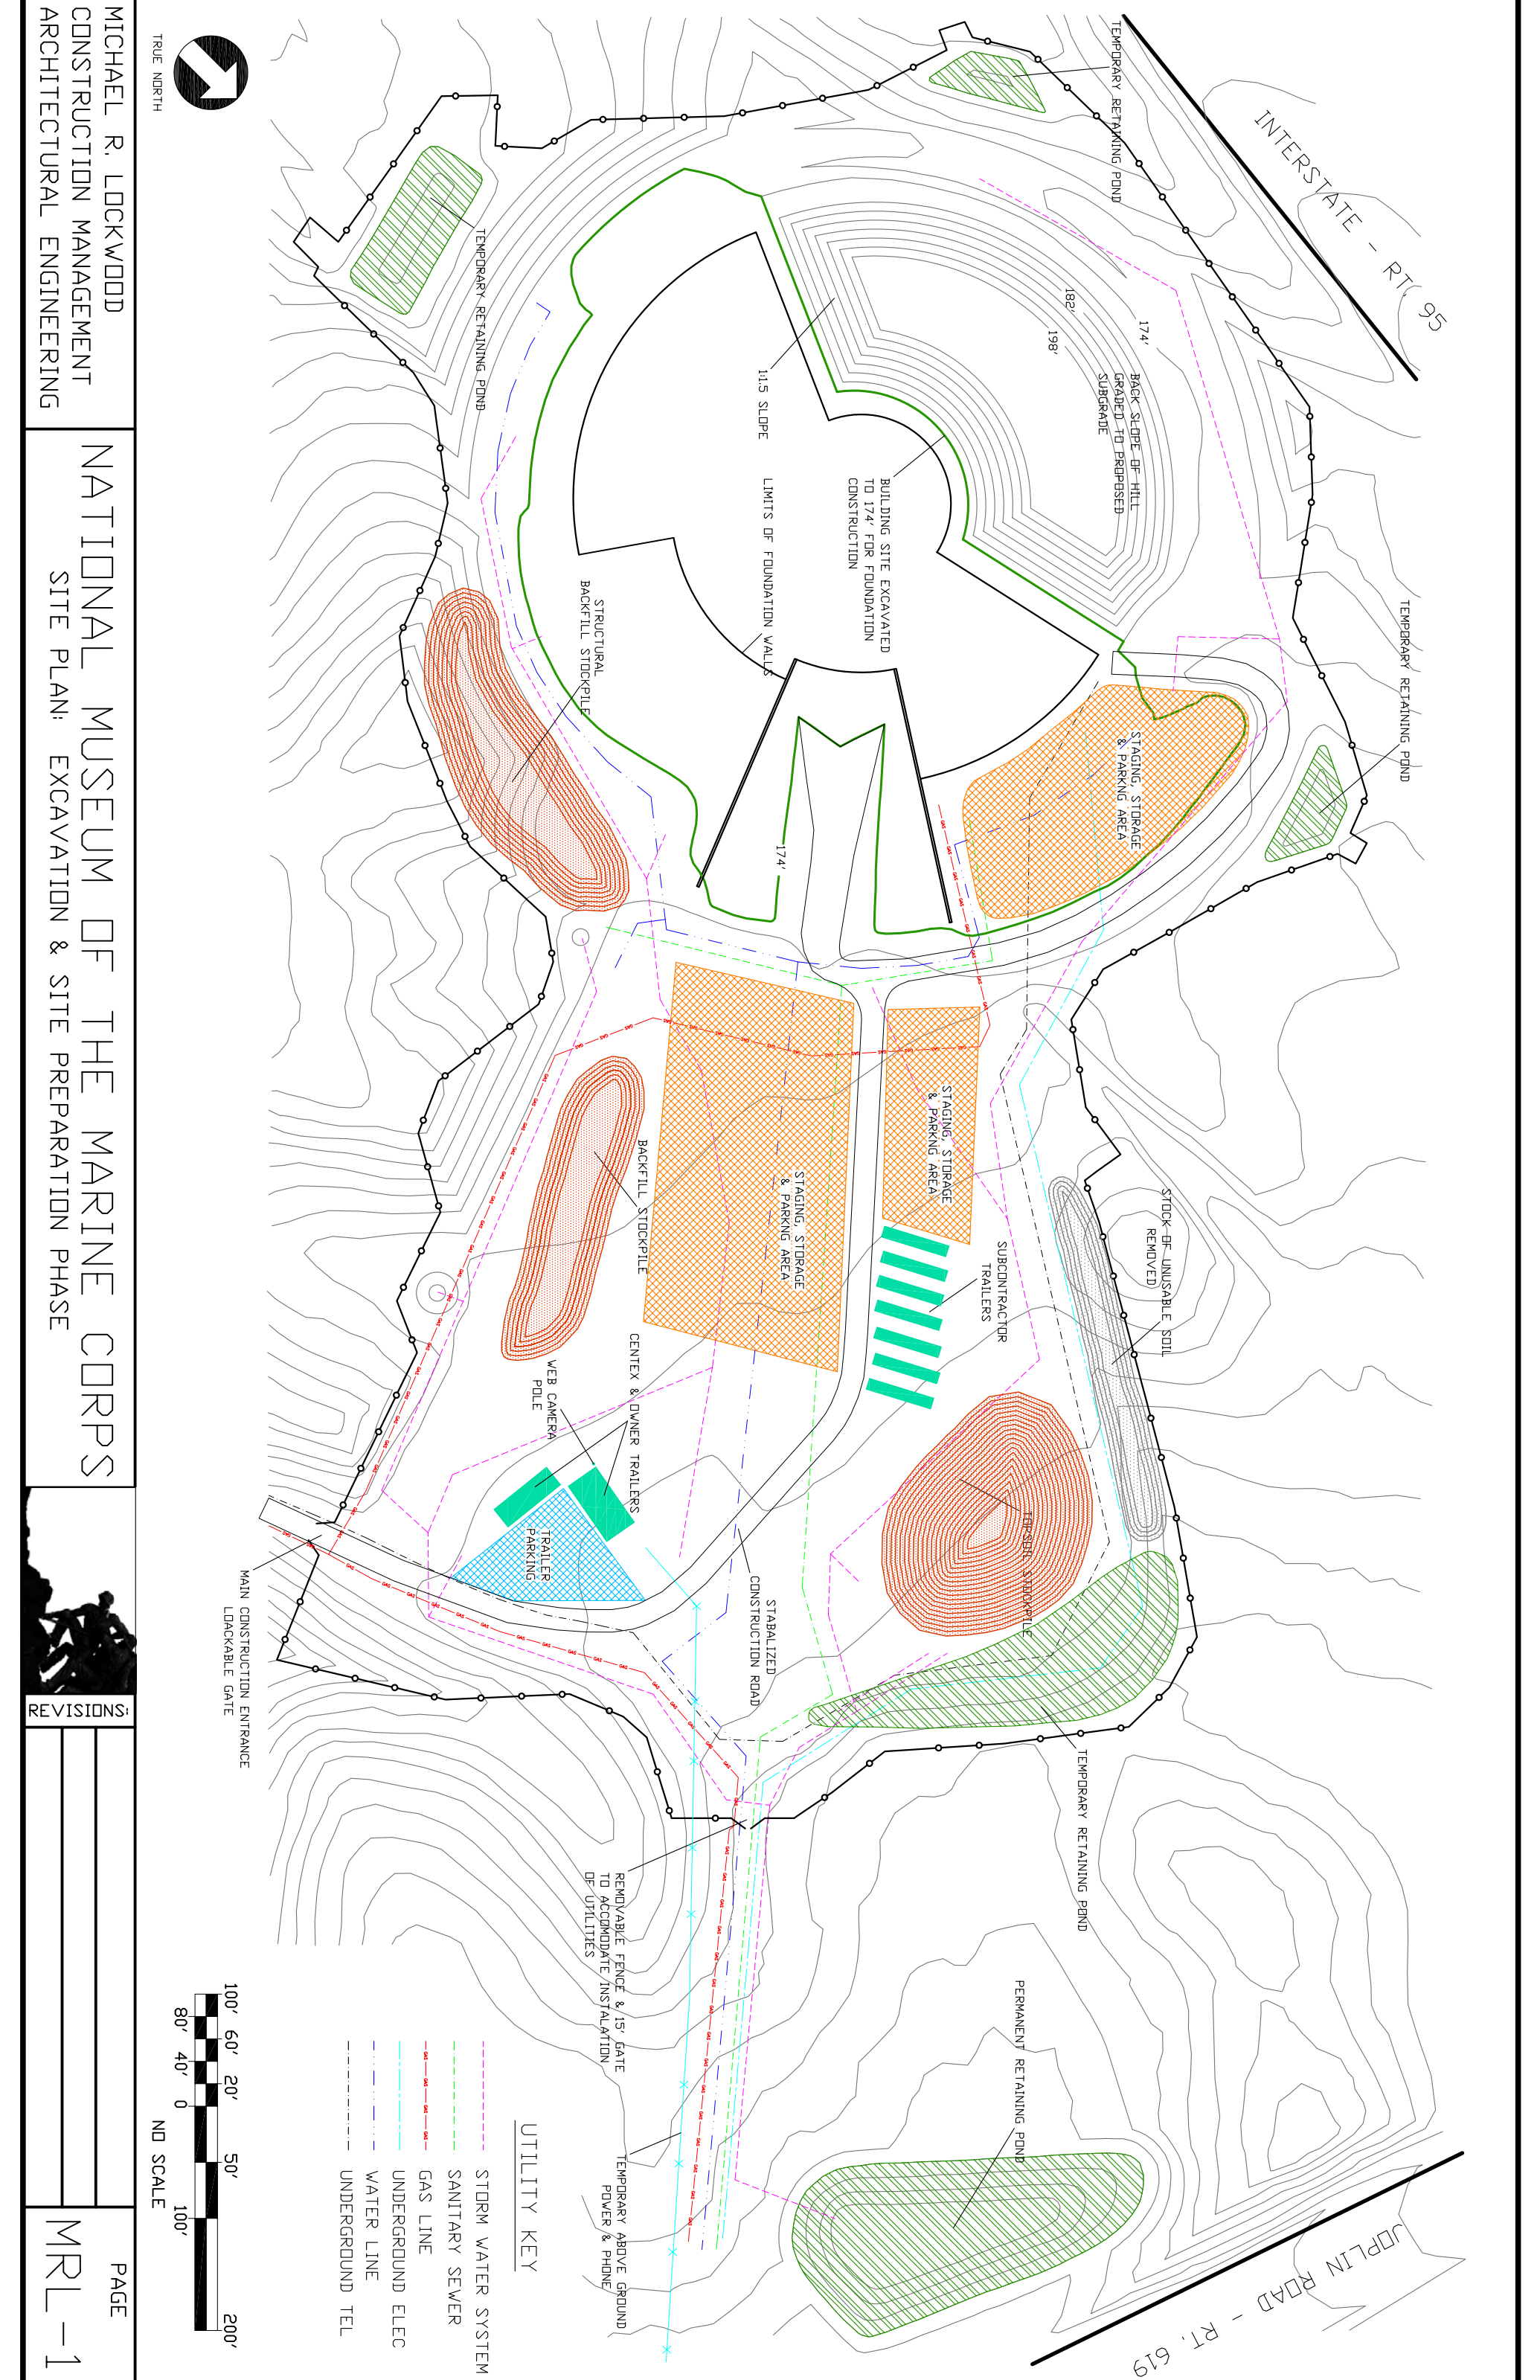 INTERSTATE - RT. 95
TEMPORARY RETAINING POND
TRUE NORTH
TEMPORARY RETAINING POND
174'
182'
198'
BACK SLOPE OF HILL
GRADED TO PROPOSED
SUBGRADE
1:1.5 SLOPE
BUILDING SITE EXCAVATED
TO 174' FOR FOUNDATION
CONSTRUCTION
LIMITS OF FOUNDATION WALLS
STRUCTURAL
BACKFILL STOCKPILE
TEMPORARY RETAINING POND
STAGING, STORAGE
& PARKNG AREA
174'
STAGING, STORAGE
& PARKNG AREA
STAGING, STORAGE
& PARKNG AREA
BACKFILL STOCKPILE
STOCK OF UNUSABLE SOIL
REMOVED
SUBCONTRACTOR
TRAILERS
CENTEX & OWNER TRAILERS
WEB CAMERA
POLE
TRAILER
PARKING
TOPSOIL STOCKPILE
STABALIZED
CONSTRUCTION ROAD
MAIN CONSTRUCTION ENTRANCE
LOACKABLE GATE
TEMPORARY RETAINING POND
REMOVABLE FENCE & 15' GATE
TO ACCOMODATE INSTALATION
OF UTILITIES
PERMANENT RETAINING POND
TEMPORARY ABOVE GROUND
POWER & PHONE
JOPLIN ROAD - RT. 619
UTILITY KEY
STORM WATER SYSTEM
SANITARY SEWER
GAS LINE
UNDERGROUND ELEC
WATER LINE
UNDERGROUND TEL
100' 60' 20' 50' 200'
80' 40' 0 100'
NO SCALE
MICHAEL R. LOCKWOOD
CONSTRUCTION MANAGEMENT
ARCHITECTURAL ENGINEERING
NATIONAL MUSEUM OF THE MARINE CORPS
SITE PLAN: EXCAVATION & SITE PREPARATION PHASE
REVISIONS:
PAGE
MRL-1